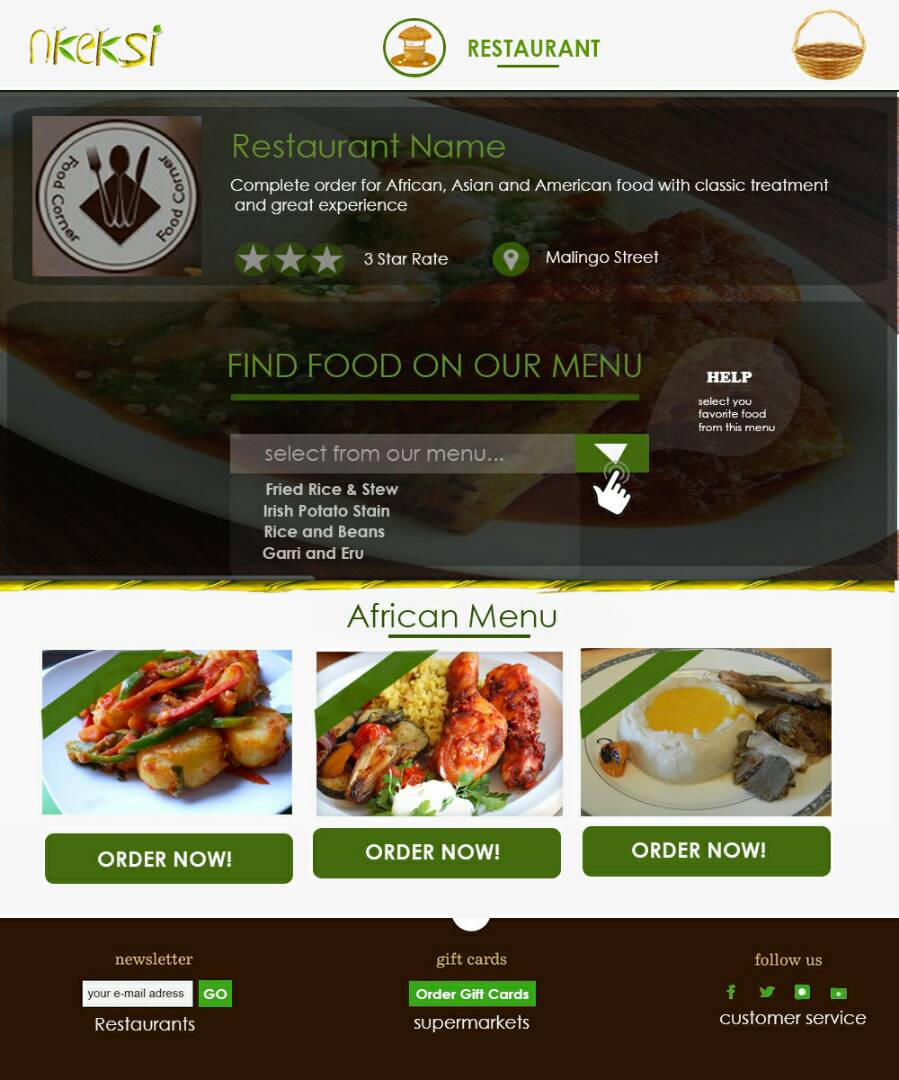 nkeksi
RESTAURANT
Food Corner
Food Corner
Restaurant Name
Complete order for African, Asian and American food with classic treatment
and great experience
3 Star Rate
Malingo Street
FIND FOOD ON OUR MENU
HELP
select you
favorite food
from this menu
select from our menu...
Fried Rice & Stew
Irish Potato Stain
Rice and Beans
Garri and Eru
African Menu
ORDER NOW!
ORDER NOW!
ORDER NOW!
newsletter
gift cards
follow us
your e-mail adress
GO
Order Gift Cards
Restaurants
supermarkets
customer service